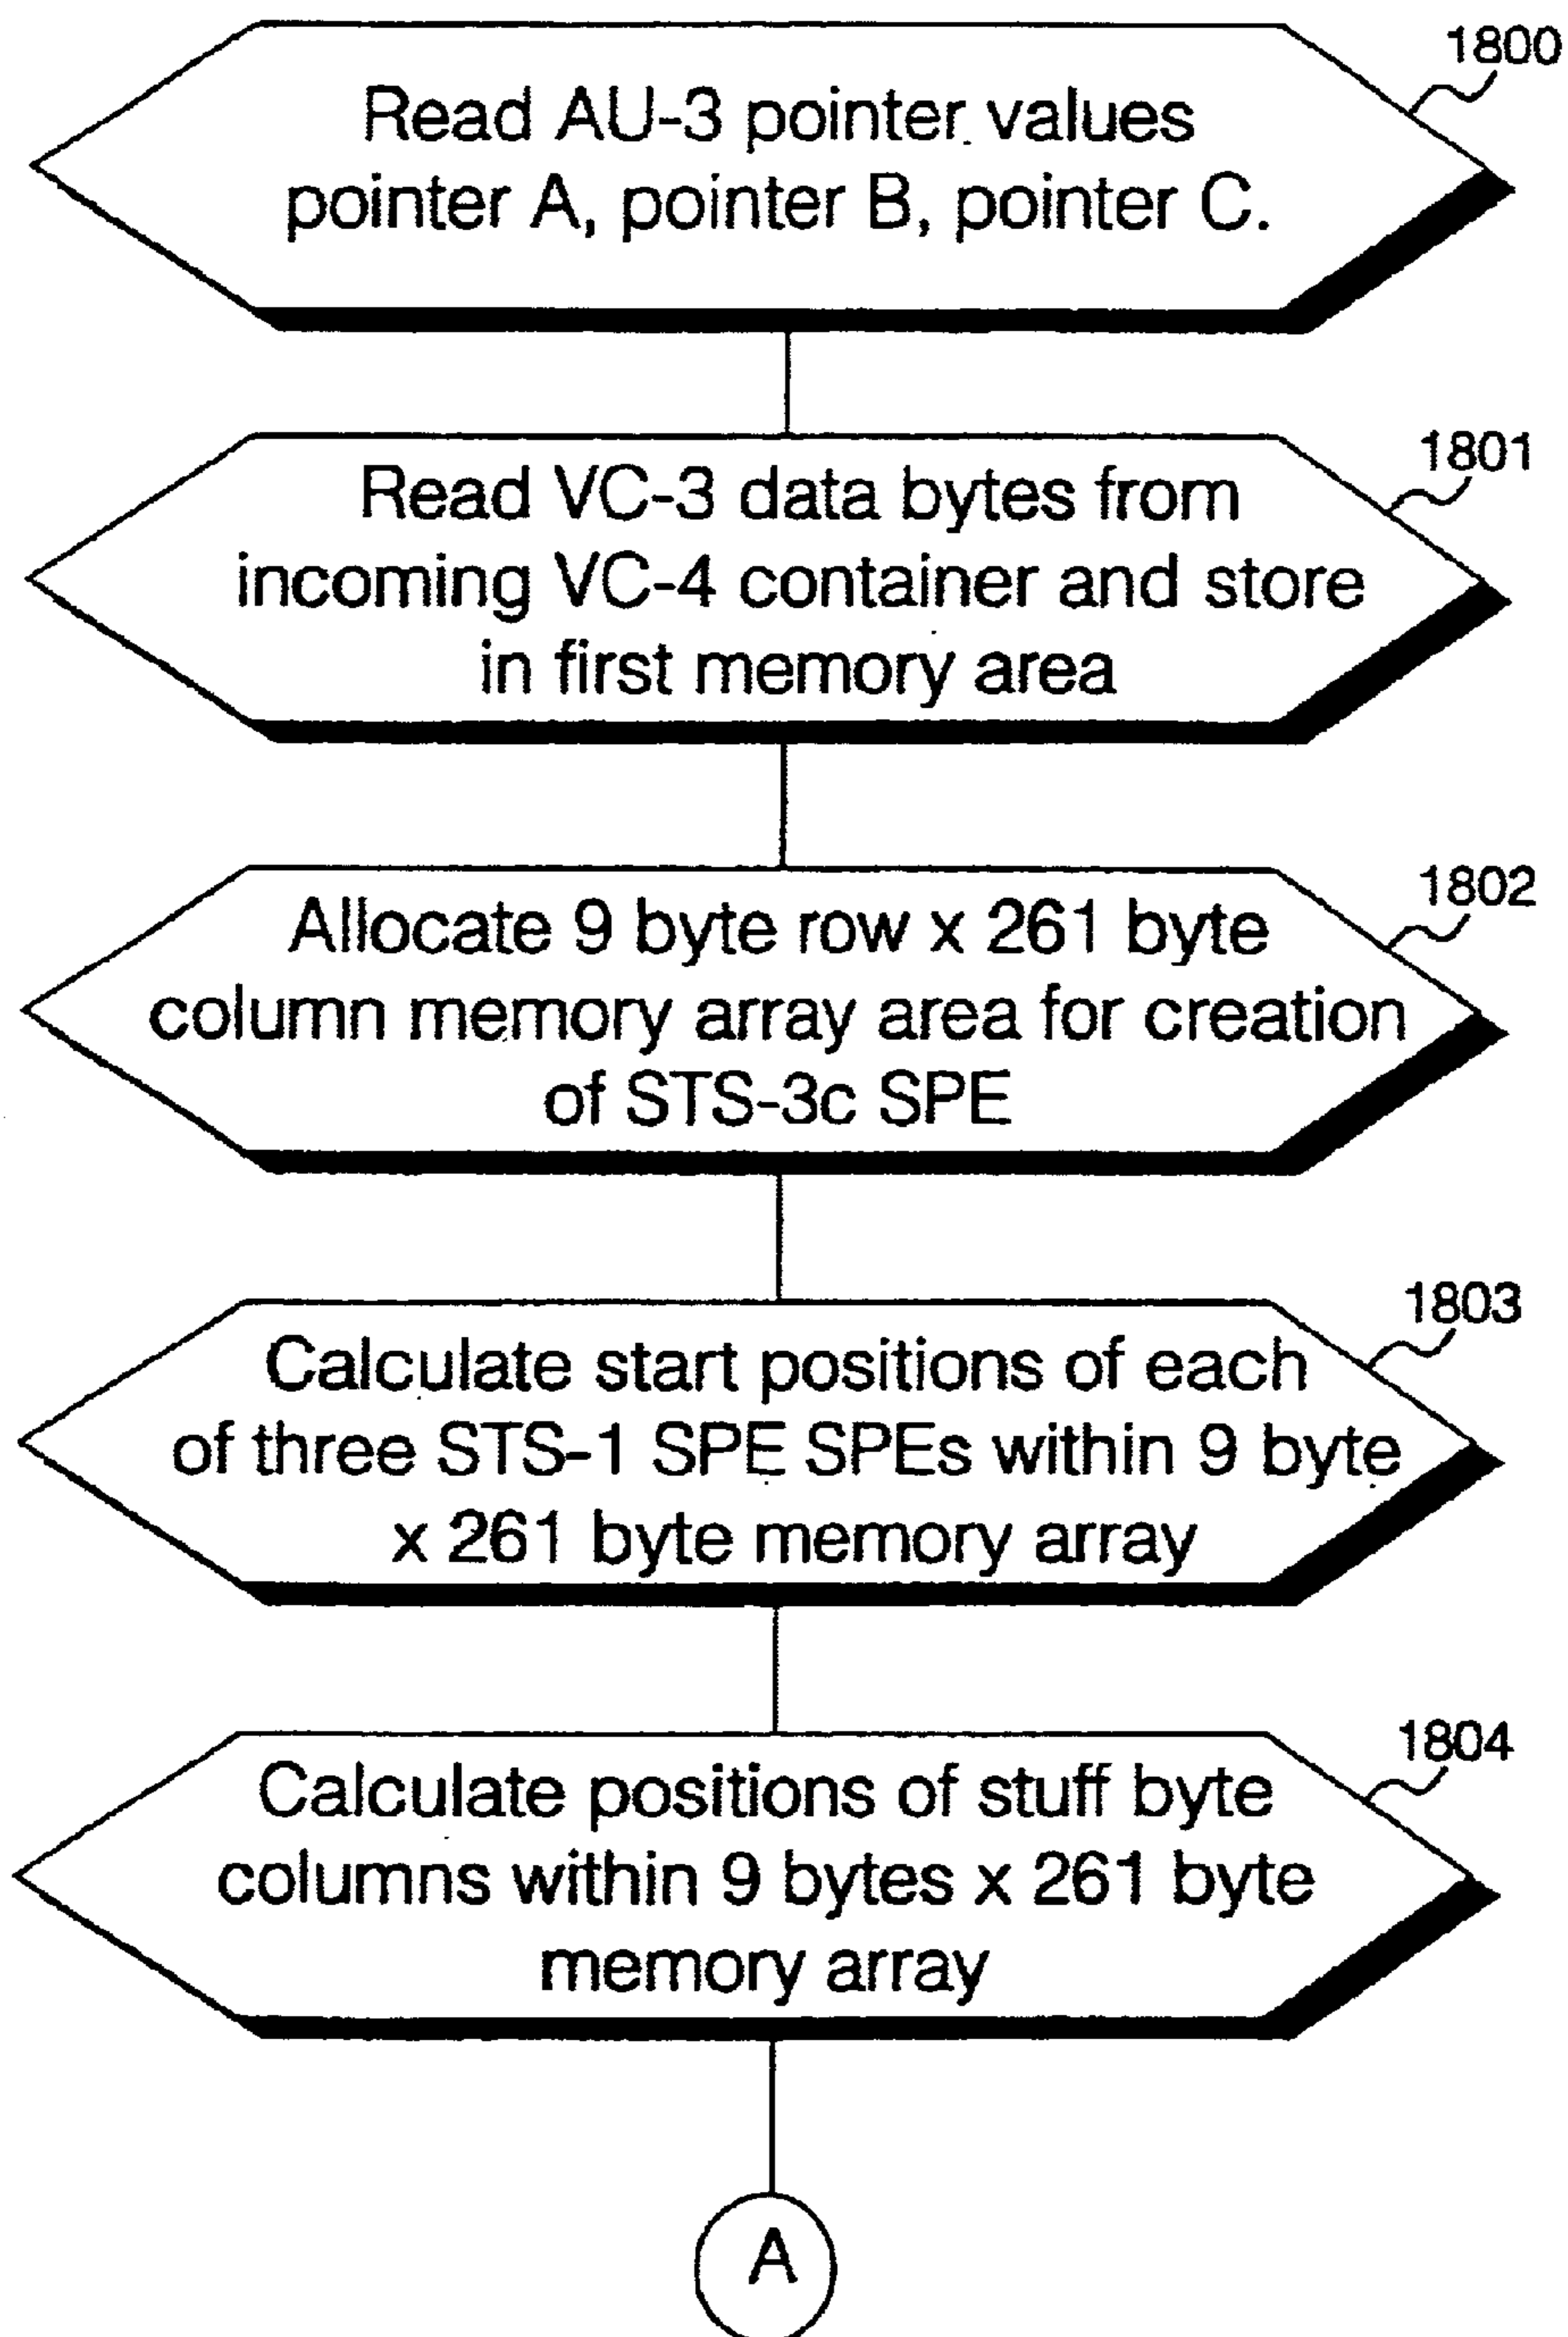 1800
Read AU-3 pointer values
pointer A, pointer B, pointer C.
1801
Read VC-3 data bytes from
incoming VC-4 container and store
in first memory area
1802
Allocate 9 byte row x 261 byte
column memory array area for creation
of STS-3c SPE
1803
Calculate start positions of each
of three STS-1 SPE SPEs within 9 byte
x 261 byte memory array
1804
Calculate positions of stuff byte
columns within 9 bytes x 261 byte
memory array
A